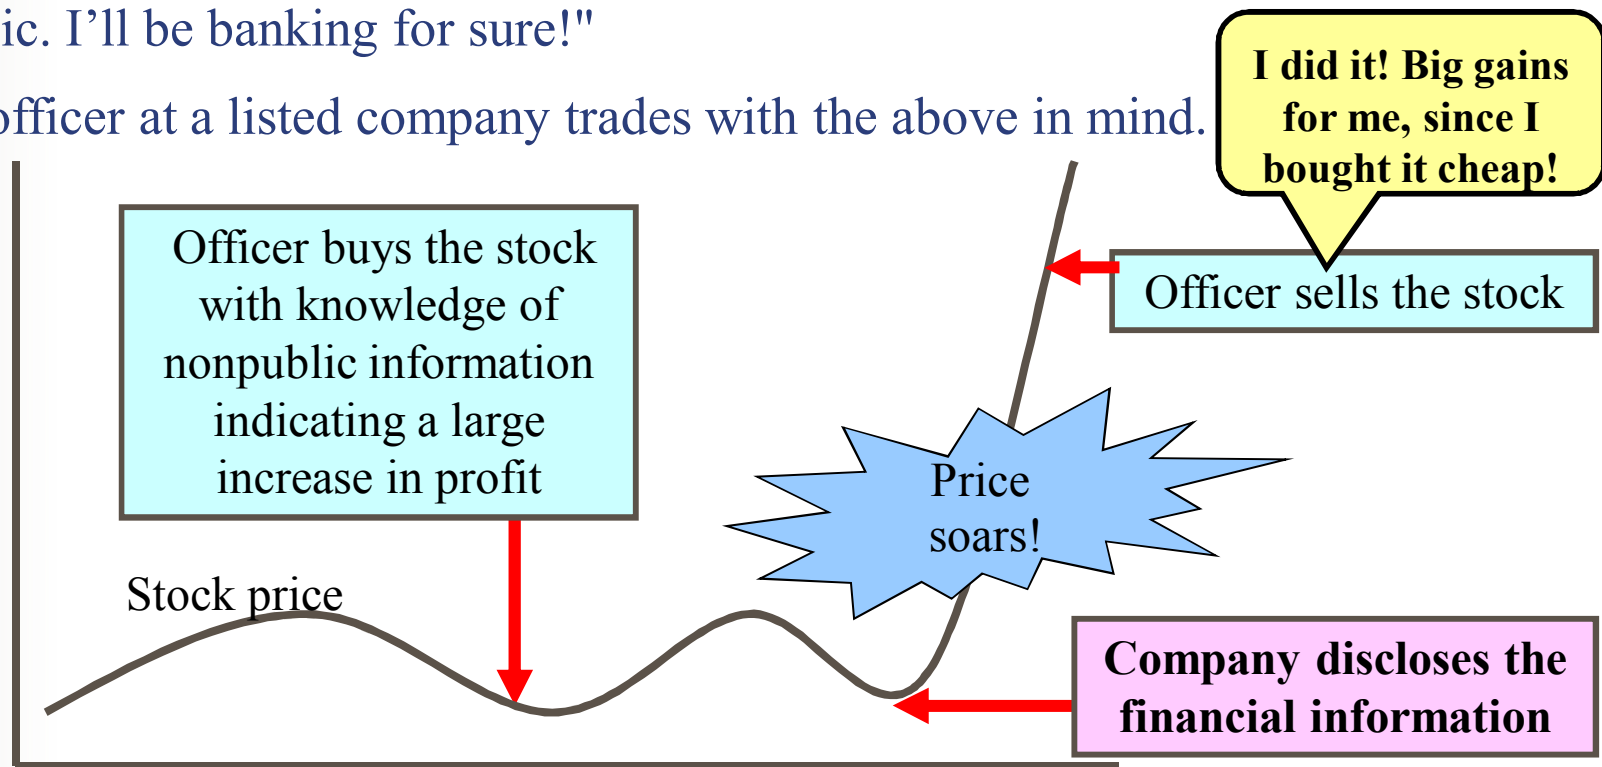 ic. I’ll be banking for sure!"
officer at a listed company trades with the above in mind.
I did it! Big gains
for me, since I
bought it cheap!
Officer buys the stock
with knowledge of
nonpublic information
indicating a large
increase in profit
Officer sells the stock
Price
soars!
Stock price
Company discloses the
financial information